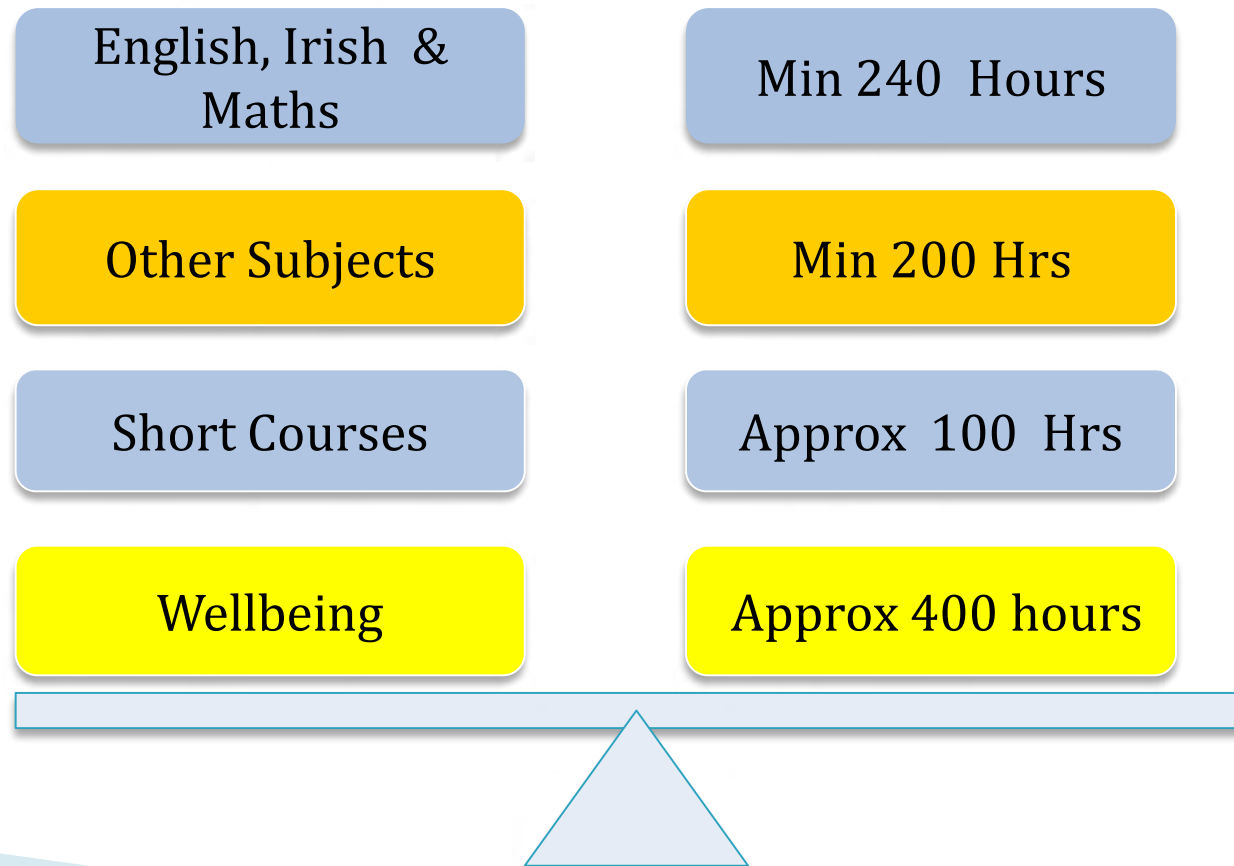 English, Irish &
Maths
Min 240 Hours
Other Subjects
Min 200 Hrs
Short Courses
Approx 100 Hrs
Wellbeing
Approx 400 hours